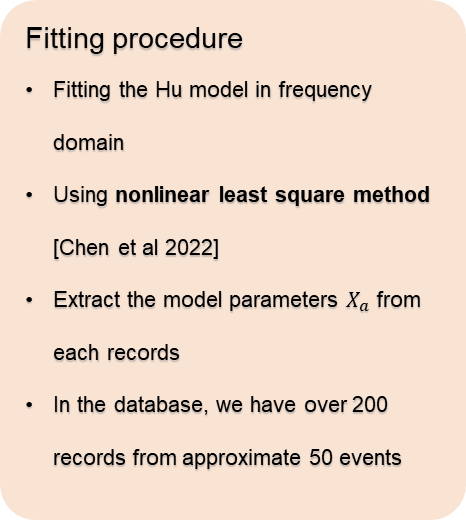 Fitting procedure
• Fitting the Hu model in frequency
domain
• Using nonlinear least square method
[Chen et al 2022]
• Extract the model parameters Xₐ from
each records
• In the database, we have over 200
records from approximate 50 events